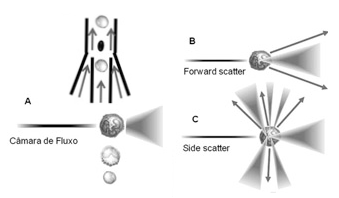 A
Câmara de Fluxo
B
Forward scatter
C
Side scatter